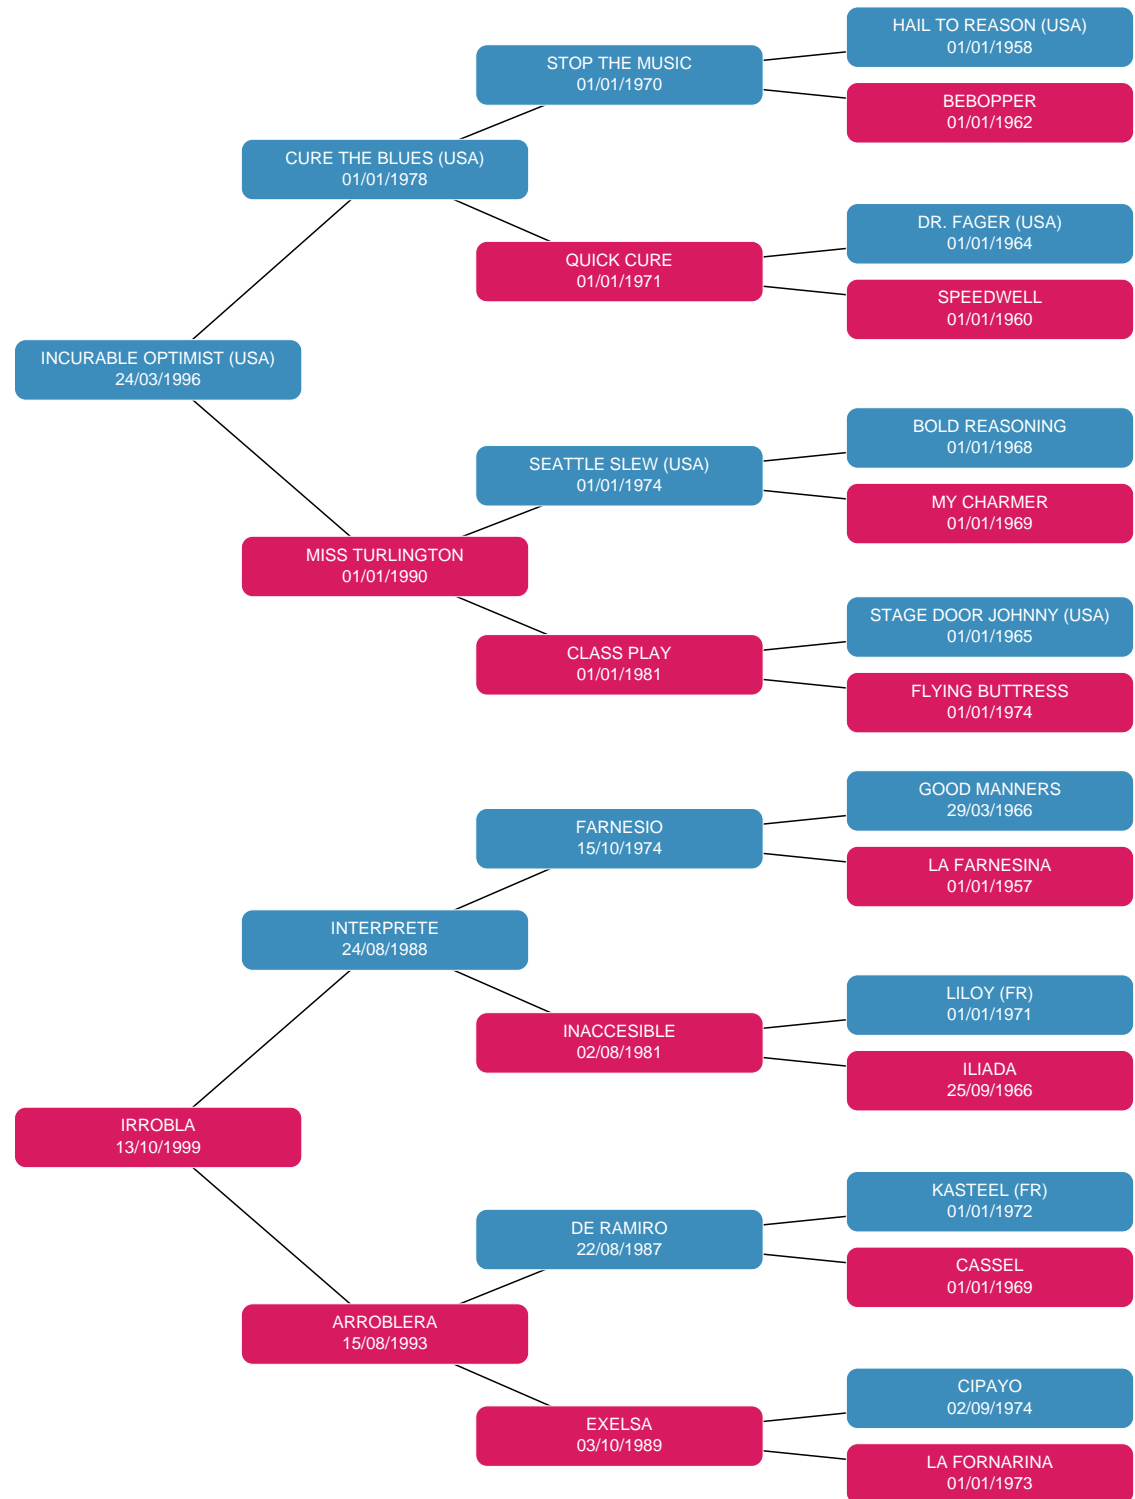 HAIL TO REASON (USA)
01/01/1958
STOP THE MUSIC
01/01/1970
BEBOPPER
01/01/1962
CURE THE BLUES (USA)
01/01/1978
DR. FAGER (USA)
01/01/1964
QUICK CURE
01/01/1971
SPEEDWELL
01/01/1960
INCURABLE OPTIMIST (USA)
24/03/1996
BOLD REASONING
01/01/1968
SEATTLE SLEW (USA)
01/01/1974
MY CHARMER
01/01/1969
MISS TURLINGTON
01/01/1990
STAGE DOOR JOHNNY (USA)
01/01/1965
CLASS PLAY
01/01/1981
FLYING BUTTRESS
01/01/1974
GOOD MANNERS
29/03/1966
FARNESIO
15/10/1974
LA FARNESINA
01/01/1957
INTERPRETE
24/08/1988
LILOY (FR)
01/01/1971
INACCESIBLE
02/08/1981
ILIADA
25/09/1966
IRROBLA
13/10/1999
KASTEEL (FR)
01/01/1972
DE RAMIRO
22/08/1987
CASSEL
01/01/1969
ARROBLERA
15/08/1993
CIPAYO
02/09/1974
EXELSA
03/10/1989
LA FORNARINA
01/01/1973